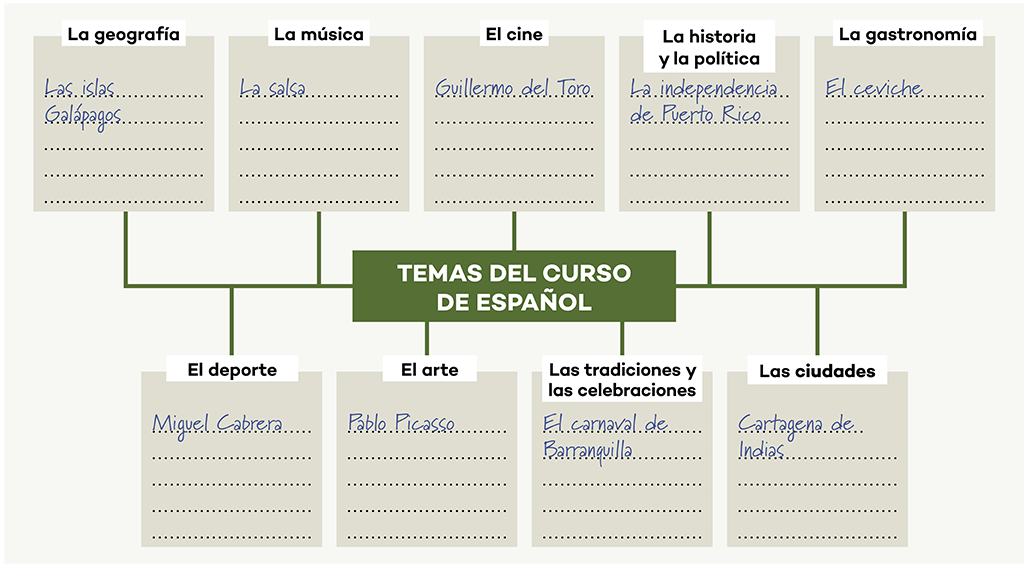 La geografía
Las islas
Galápagos
La música
La salsa
El cine
Guillermo del Toro
La historia
y la política
La independencia
de Puerto Rico
La gastronomía
El ceviche
TEMAS DEL CURSO
DE ESPAÑOL
El deporte
Miguel Cabrera
El arte
Pablo Picasso
Las tradiciones y
las celebraciones
El carnaval de
Barranquilla
Las ciudades
Cartagena de
Indias